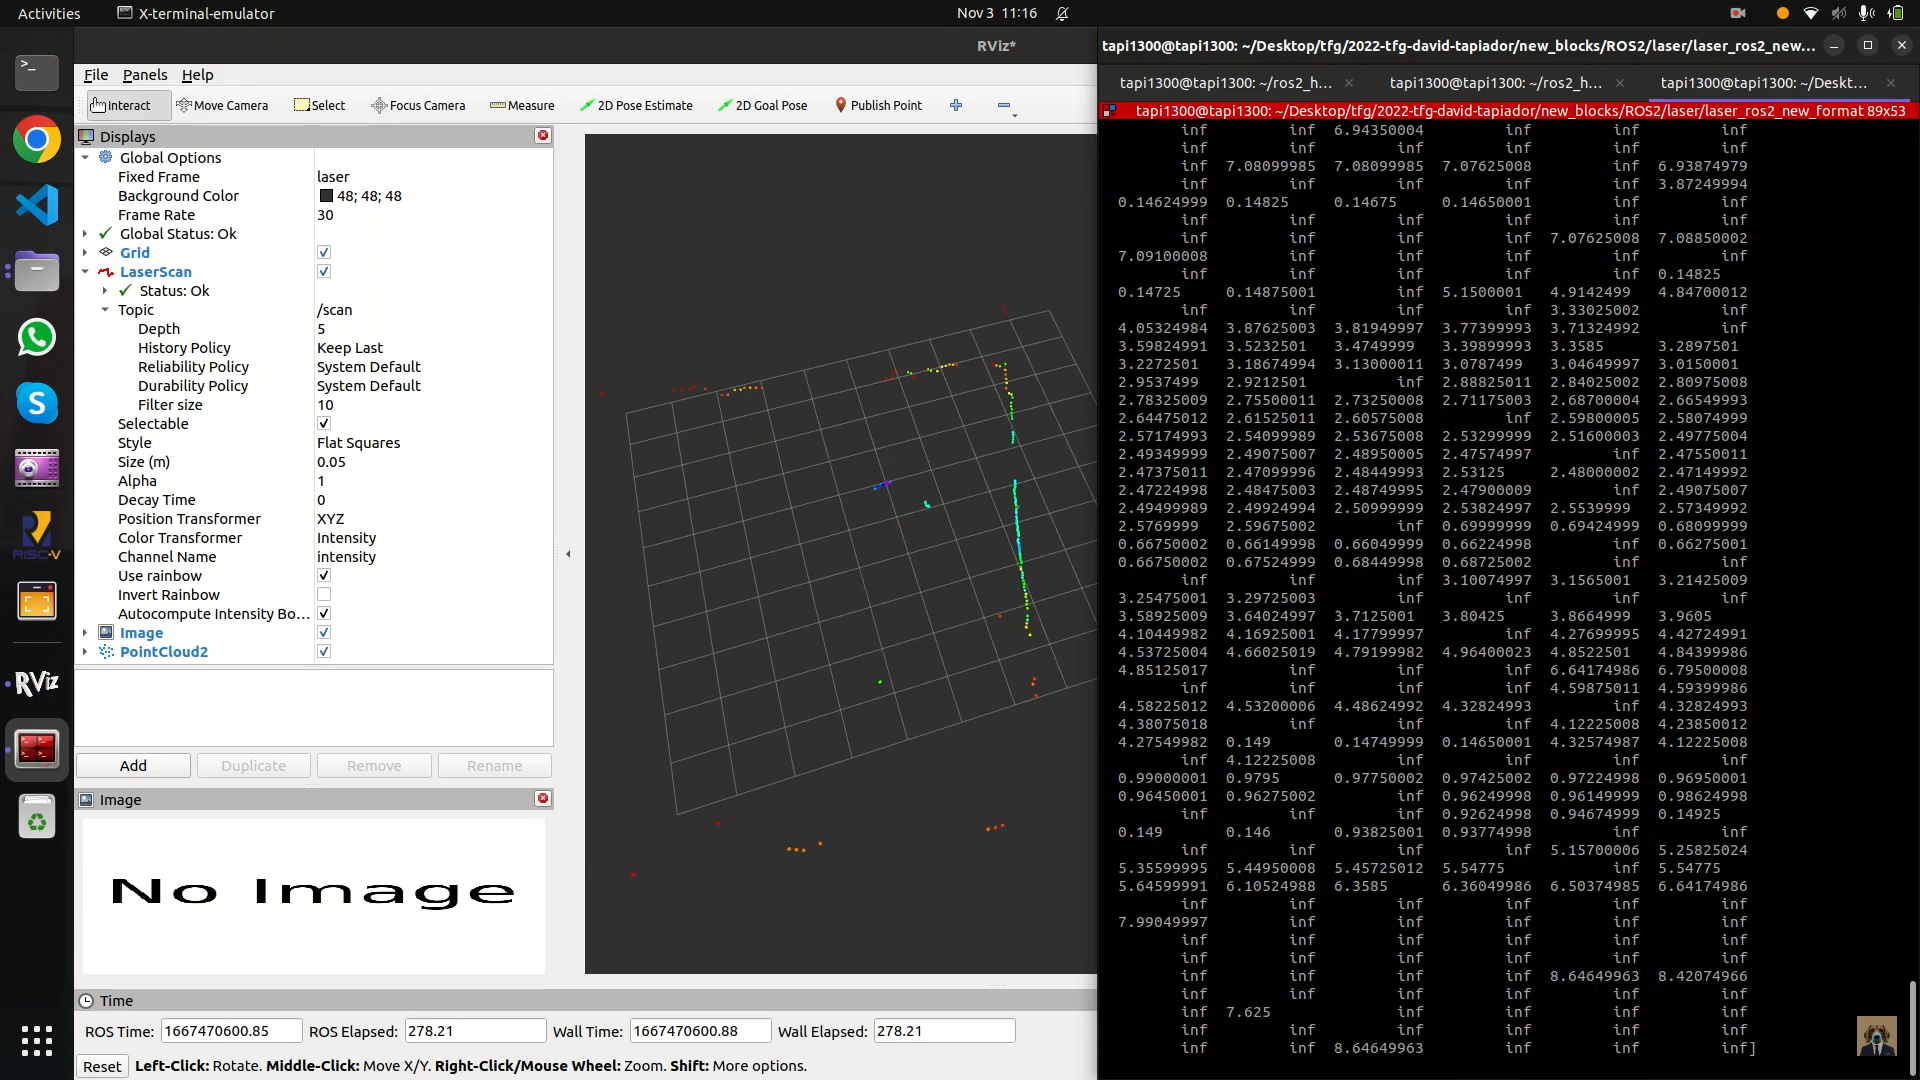 Activities
X-terminal-emulator
Nov 3 11:16
RViz*
File Panels Help
Interact Move Camera Select Focus Camera Measure 2D Pose Estimate 2D Goal Pose Publish Point
Displays
Global Options
Fixed Frame laser
Background Color 48; 48; 48
Frame Rate 30
Global Status: Ok
Grid
LaserScan
Status: Ok
Topic /scan
Depth 5
History Policy Keep Last
Reliability Policy System Default
Durability Policy System Default
Filter size 10
Selectable
Style Flat Squares
Size (m) 0.05
Alpha 1
Decay Time 0
Position Transformer XYZ
Color Transformer Intensity
Channel Name intensity
Use rainbow
Invert Rainbow
Autocompute Intensity Bo...
Image
PointCloud2
Add Duplicate Remove Rename
Image
No Image
Time
ROS Time: 1667470600.85 ROS Elapsed: 278.21 Wall Time: 1667470600.88 Wall Elapsed: 278.21
Reset Left-Click: Rotate. Middle-Click: Move X/Y. Right-Click/Mouse Wheel: Zoom. Shift: More options.
RISC-V
RViz
tapi1300@tapi1300: ~/Desktop/tfg/2022-tfg-david-tapiador/new_blocks/ROS2/laser/laser_ros2_new...
tapi1300@tapi1300: ~/ros2_h... tapi1300@tapi1300: ~/ros2_h... tapi1300@tapi1300: ~/Deskt...
tapi1300@tapi1300: ~/Desktop/tfg/2022-tfg-david-tapiador/new_blocks/ROS2/laser/laser_ros2_new_format 89x53
inf inf 6.94350004 inf inf inf
inf inf inf inf inf inf
inf 7.08099985 7.08099985 7.07625008 inf 6.93874979
inf inf inf inf inf 3.87249994
0.14624999 0.14825 0.14675 0.14650001 inf inf
inf inf inf inf inf inf
inf inf inf inf 7.07625008 7.08850002
7.09100008 inf inf inf inf inf
inf inf inf inf inf 0.14825
0.14725 0.14875001 inf 5.1500001 4.9142499 4.84700012
inf inf inf inf 3.33025002 inf
4.05324984 3.87625003 3.81949997 3.77399993 3.71324992 inf
3.59824991 3.5232501 3.4749999 3.39899993 3.3585 3.2897501
3.2272501 3.18674994 3.13000011 3.0787499 3.04649997 3.0150001
2.9537499 2.9212501 inf 2.88825011 2.84025002 2.80975008
2.78325009 2.75500011 2.73250008 2.71175003 2.68700004 2.66549993
2.64475012 2.61525011 2.60575008 inf 2.59800005 2.58074999
2.57174993 2.54099989 2.53675008 2.53299999 2.51600003 2.49775004
2.49349999 2.49075007 2.48950005 2.47574997 inf 2.47550011
2.47375011 2.47099996 2.48449993 2.53125 2.48000002 2.47149992
2.47224998 2.48475003 2.48749995 2.47900009 inf 2.49075007
2.49499989 2.49924994 2.50999999 2.53824997 2.5539999 2.57349992
2.5769999 2.59675002 inf 0.69999999 0.69429999 0.68099999
0.66750002 0.66149998 0.66049999 0.66224998 inf 0.66275001
0.66750002 0.67524999 0.68449998 0.68725002 inf inf
inf inf inf 3.10074997 3.1565001 3.21425009
3.25475001 3.29725003 inf inf inf inf
3.58925009 3.64024997 3.7125001 3.80425 3.8664999 3.9605
4.10449982 4.16925001 4.17799997 inf 4.27699995 4.42724991
4.53725004 4.66025019 4.79199982 4.96400023 4.8522501 4.84399986
4.85125017 inf inf inf 6.64174986 6.79500008
inf inf inf inf 4.59875011 4.59399986
4.58225012 4.53200006 4.48624992 4.32824993 inf 4.32824993
4.38075018 inf inf inf 4.12225008 4.23850012
4.27549982 0.149 0.14749999 0.14650001 4.32574987 4.12225008
inf 4.12225008 inf inf inf inf
0.99000001 0.9795 0.97750002 0.97425002 0.97224998 0.96950001
0.96450001 0.96275002 inf 0.96249998 0.96149999 0.98624998
inf inf inf 0.92624998 0.94674999 0.14925
0.149 0.146 0.93825001 0.93774998 inf inf
inf inf inf inf 5.15700006 5.25825024
5.35599995 5.44950008 5.45725012 5.54775 inf 5.54775
5.64599991 6.10524988 6.3585 6.36049986 6.50374985 6.64174986
inf inf inf inf inf inf
7.99049997 inf inf inf inf inf
inf inf inf inf inf inf
inf inf inf inf inf inf
inf inf inf inf 8.64649963 8.42074966
inf inf inf inf inf inf
inf 7.625 inf inf inf inf
inf inf inf inf inf inf
inf inf 8.64649963 inf inf inf]